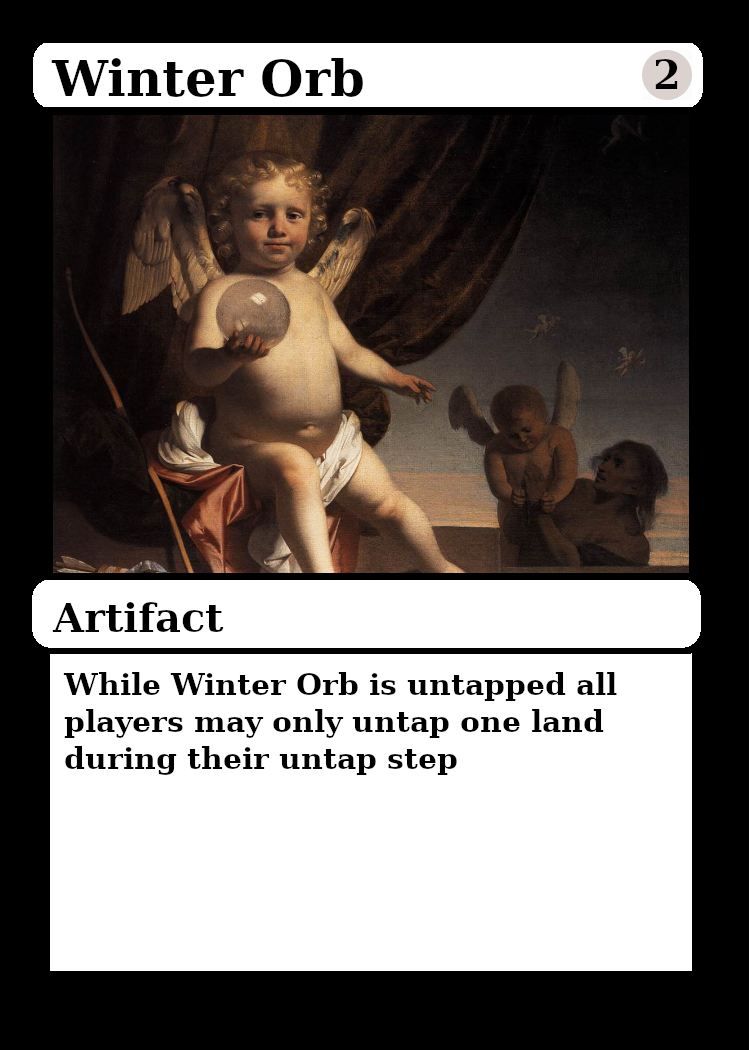 Winter Orb
2
Artifact
While Winter Orb is untapped all
players may only untap one land
during their untap step